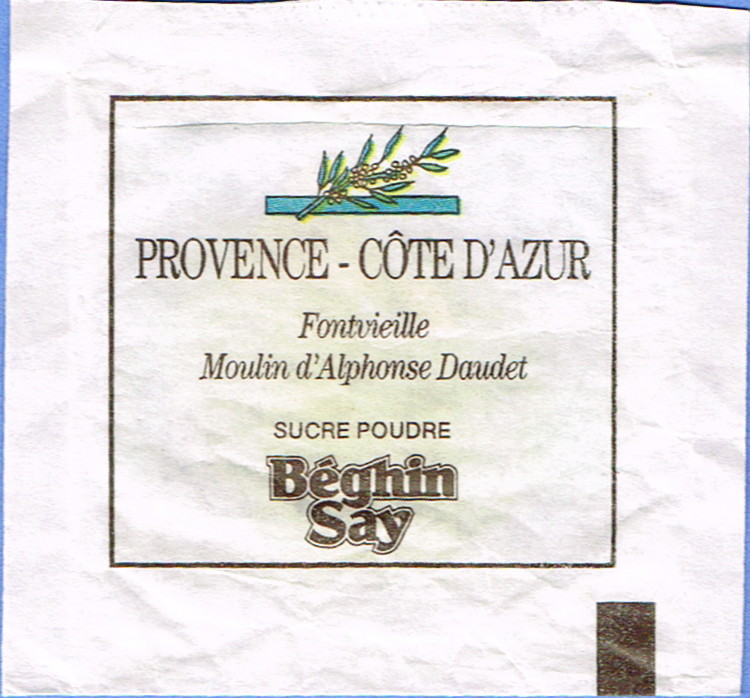 PROVENCE - CÔTE D'AZUR
Fontvieille
Moulin d'Alphonse Daudet
SUCRE POUDRE
Béghin
Say